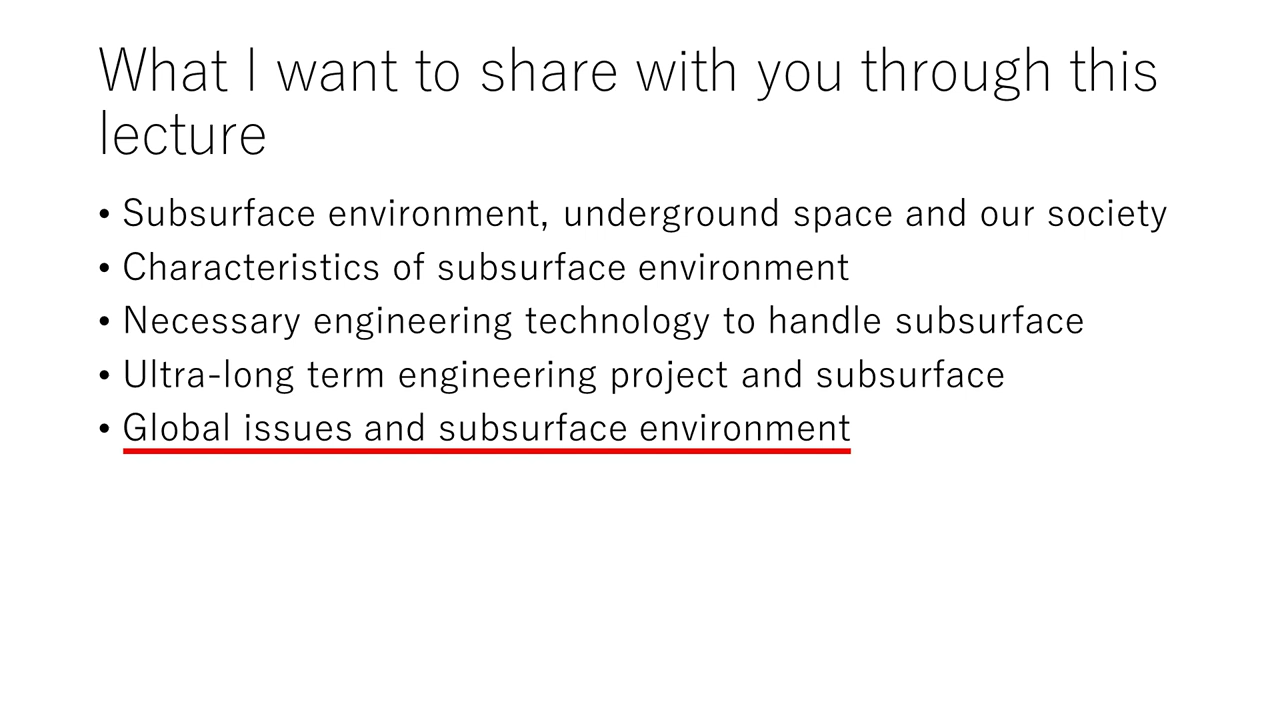 What I want to share with you through this
lecture
• Subsurface environment, underground space and our society
• Characteristics of subsurface environment
• Necessary engineering technology to handle subsurface
• Ultra-long term engineering project and subsurface
• Global issues and subsurface environment